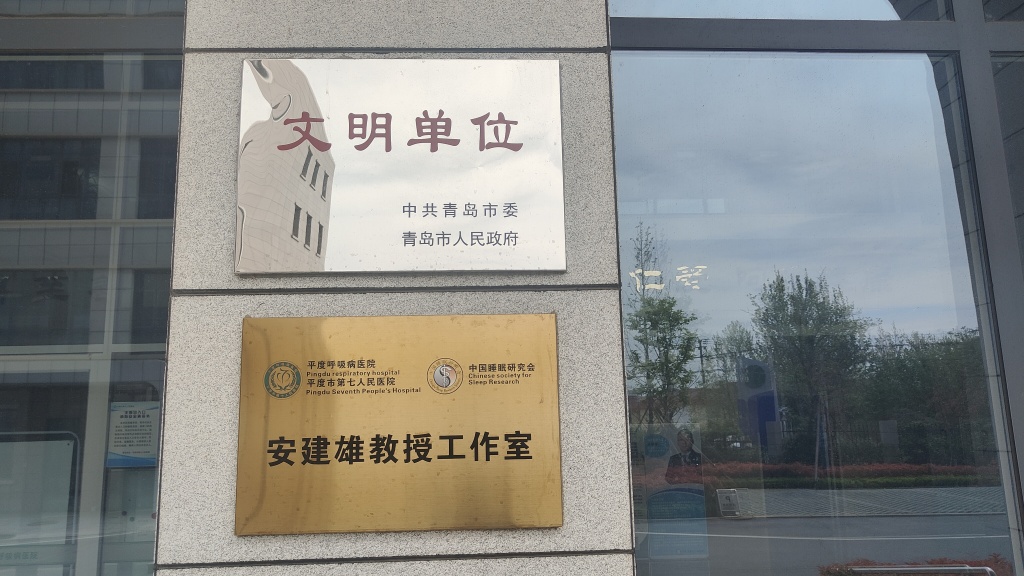 文明单位
中共青岛市委
青岛市人民政府
平度呼吸病医院
Pingdu respiratory hospital
平度市第七人民医院
Pingdu Seventh People's Hospital
中国睡眠研究会
Chinese society for
Sleep Research
安建雄教授工作室
仁